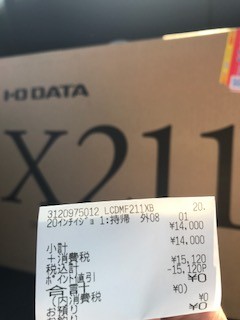 I-O DATA
X211
3120975012 LCDMF211XB 20.
20インチイジョ 1:持帰 外08 01
¥14,000
小計 ¥14,000
+消費税
税込計 ¥15,120
ポイント値引 -15,120P
合計 ¥0
(内消費税 ¥0)
お預り ¥0